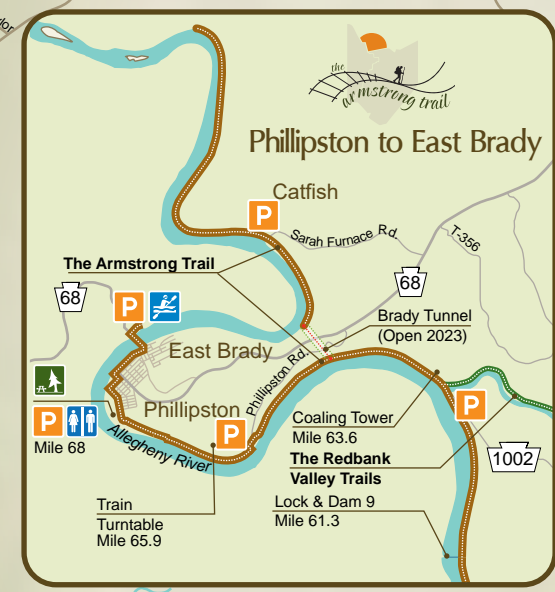 the
armstrong trail
Phillipston to East Brady
Catfish
P
Sarah Furnace Rd.
T-356
The Armstrong Trail
68
68
P
Brady Tunnel
(Open 2023)
East Brady
Phillipston Rd.
Phillipston
P
Mile 68
Allegheny River
P
Coaling Tower
Mile 63.6
P
The Redbank
Valley Trails
1002
Lock & Dam 9
Mile 61.3
Train
Turntable
Mile 65.9